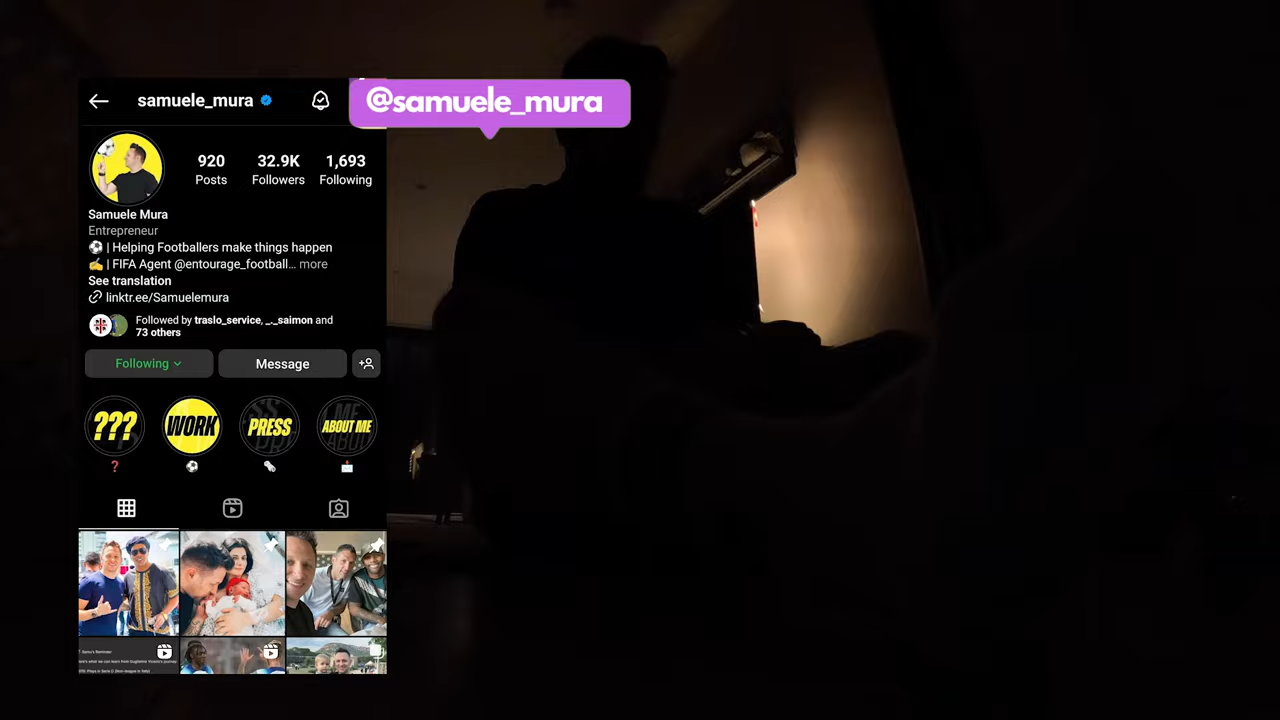 samuele_mura
@samuele_mura
920
32.9K
1,693
Posts
Followers
Following
Samuele Mura
Entrepreneur
⚽ | Helping Footballers make things happen
✍ | FIFA Agent @entourage_football... more
See translation
linktr.ee/Samuelemura
Followed by traslo_service, _._saimon and
73 others
Following
Message
???
WORK
PRESS
ABOUT ME